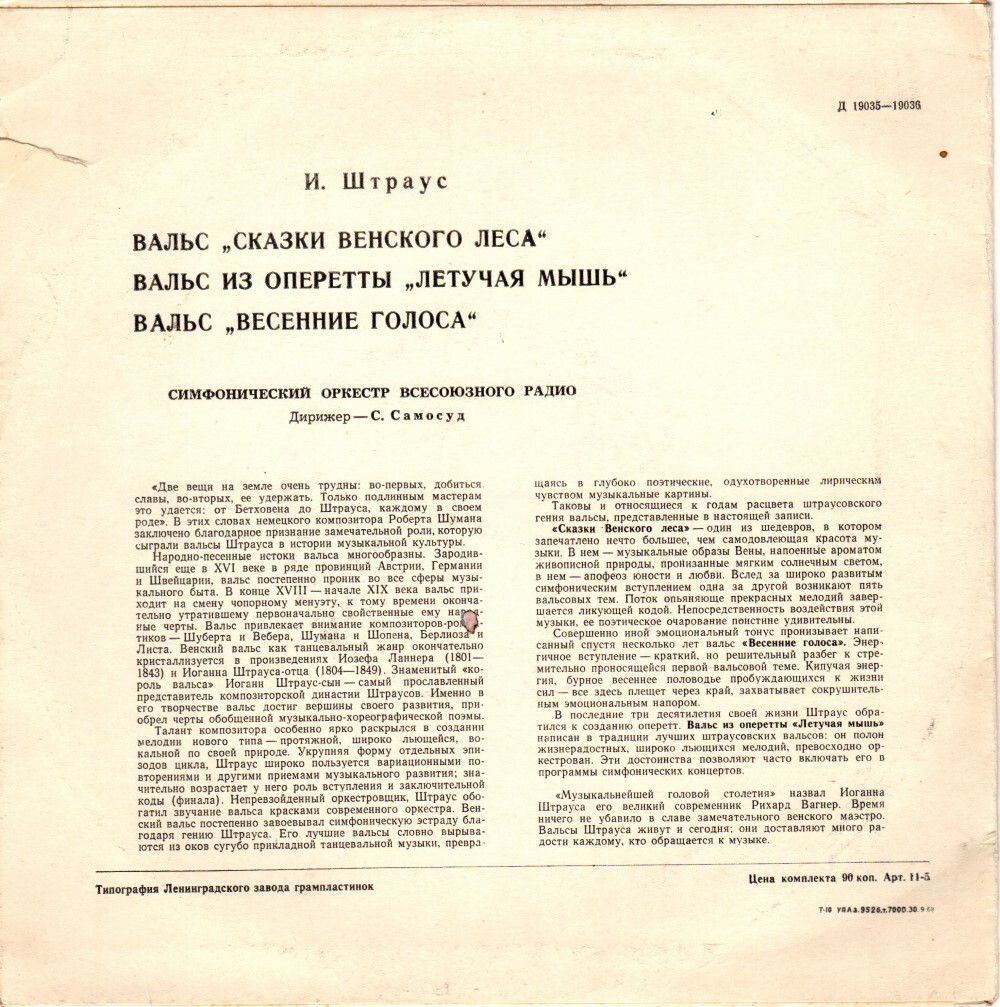 Д 19035—19036
И. Штраус
ВАЛЬС „СКАЗКИ ВЕНСКОГО ЛЕСА“
ВАЛЬС ИЗ ОПЕРЕТТЫ „ЛЕТУЧАЯ МЫШЬ“
ВАЛЬС „ВЕСЕННИЕ ГОЛОСА“
СИМФОНИЧЕСКИЙ ОРКЕСТР ВСЕСОЮЗНОГО РАДИО
Дирижер — С. Самосуд
«Две вещи на земле очень трудны: во-первых, добиться
славы, во-вторых, ее удержать. Только подлинным мастерам
это удается: от Бетховена до Штрауса, каждому в своем
роде». В этих словах немецкого композитора Роберта Шумана
заключено благодарное признание замечательной роли, которую
сыграли вальсы Штрауса в истории музыкальной культуры.
Народно-песенные истоки вальса многообразны. Зародив-
шийся еще в XVI веке в ряде провинций Австрии, Германии
и Швейцарии, вальс постепенно проник во все сферы музы-
кального быта. В конце XVIII — начале XIX века вальс при-
ходит на смену чопорному менуэту, к тому времени оконча-
тельно утратившему первоначально свойственные ему народ-
ные черты. Вальс привлекает внимание композиторов-ром
тиков — Шуберта и Вебера, Шумана и Шопена, Берлиоза и
Листа. Венский вальс как танцевальный жанр окончательно
кристаллизуется в произведениях Иозефа Ланнера (1801—
1843) и Иоганна Штрауса-отца (1804—1849). Знаменитый «ко-
роль вальса» Иоганн Штраус-сын — самый прославленный
представитель композиторской династии Штраусов. Именно в
его творчестве вальс достиг вершины своего развития, при-
обрел черты обобщенной музыкально-хореографической поэмы.
Талант композитора особенно ярко раскрылся в создании
мелодии нового типа — протяжной, широко льющейся, во-
кальной по своей природе. Укрупняя форму отдельных эпи-
зодов цикла, Штраус широко пользуется вариационными по-
вторениями и другими приемами музыкального развития; зна-
чительно возрастает у него роль вступления и заключительной
коды (финала). Непревзойденный оркестровщик, Штраус обо-
гатил звучание вальса красками современного оркестра. Вен-
ский вальс постепенно завоевывал симфоническую эстраду бла-
годаря гению Штрауса. Его лучшие вальсы словно вырыва-
ются из оков сугубо прикладной танцевальной музыки, превра-
щаясь в глубоко поэтические, одухотворенные лирическим
чувством музыкальные картины.
Таковы и относящиеся к годам расцвета штраусовского
гения вальсы, представленные в настоящей записи.
«Сказки Венского леса» — один из шедевров, в котором
запечатлено нечто большее, чем самодовлеющая красота му-
зыки. В нем — музыкальные образы Вены, напоенные ароматом
живописной природы, пронизанные мягким солнечным светом,
в нем — апофеоз юности и любви. Вслед за широко развитым
симфоническим вступлением одна за другой возникают пять
вальсовых тем. Поток опьяняюще прекрасных мелодий завер-
шается ликующей кодой. Непосредственность воздействия этой
музыки, ее поэтическое очарование поистине удивительны.
Совершенно иной эмоциональный тонус пронизывает напи-
санный спустя несколько лет вальс «Весенние голоса». Энер-
гичное вступление — краткий, но решительный разбег к стре-
мительно проносящейся первой вальсовой теме. Кипучая энер-
гия, бурное весеннее половодье пробуждающихся к жизни
сил — все здесь плещет через край, захватывает сокрушитель-
ным эмоциональным напором.
В последние три десятилетия своей жизни Штраус обра-
тился к созданию оперетт. Вальс из оперетты «Летучая мышь»
написан в традиции лучших штраусовских вальсов: он полон
жизнерадостных, широко льющихся мелодий, превосходно ор-
кестрован. Эти достоинства позволяют часто включать его в
программы симфонических концертов.
«Музыкальнейшей головой столетия» назвал Иоганна
Штрауса его великий современник Рихард Вагнер. Время
ничего не убавило в славе замечательного венского маэстро.
Вальсы Штрауса живут и сегодня; они доставляют много ра-
дости каждому, кто обращается к музыке.
Типография Ленинградского завода грампластинок
Цена комплекта 90 коп. Арт. 11-5
Т-10 УПЛ З. 9526, т. 7000. 30. 9